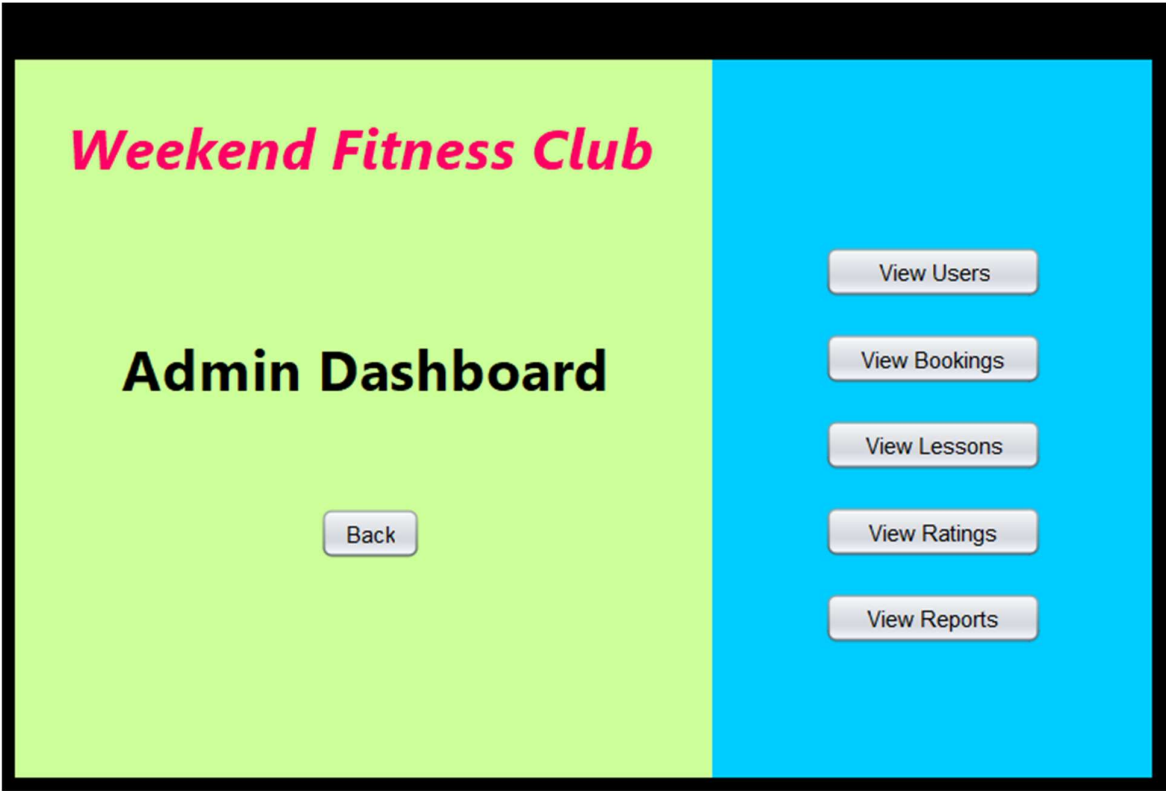 Weekend Fitness Club
Admin Dashboard
Back
View Users
View Bookings
View Lessons
View Ratings
View Reports